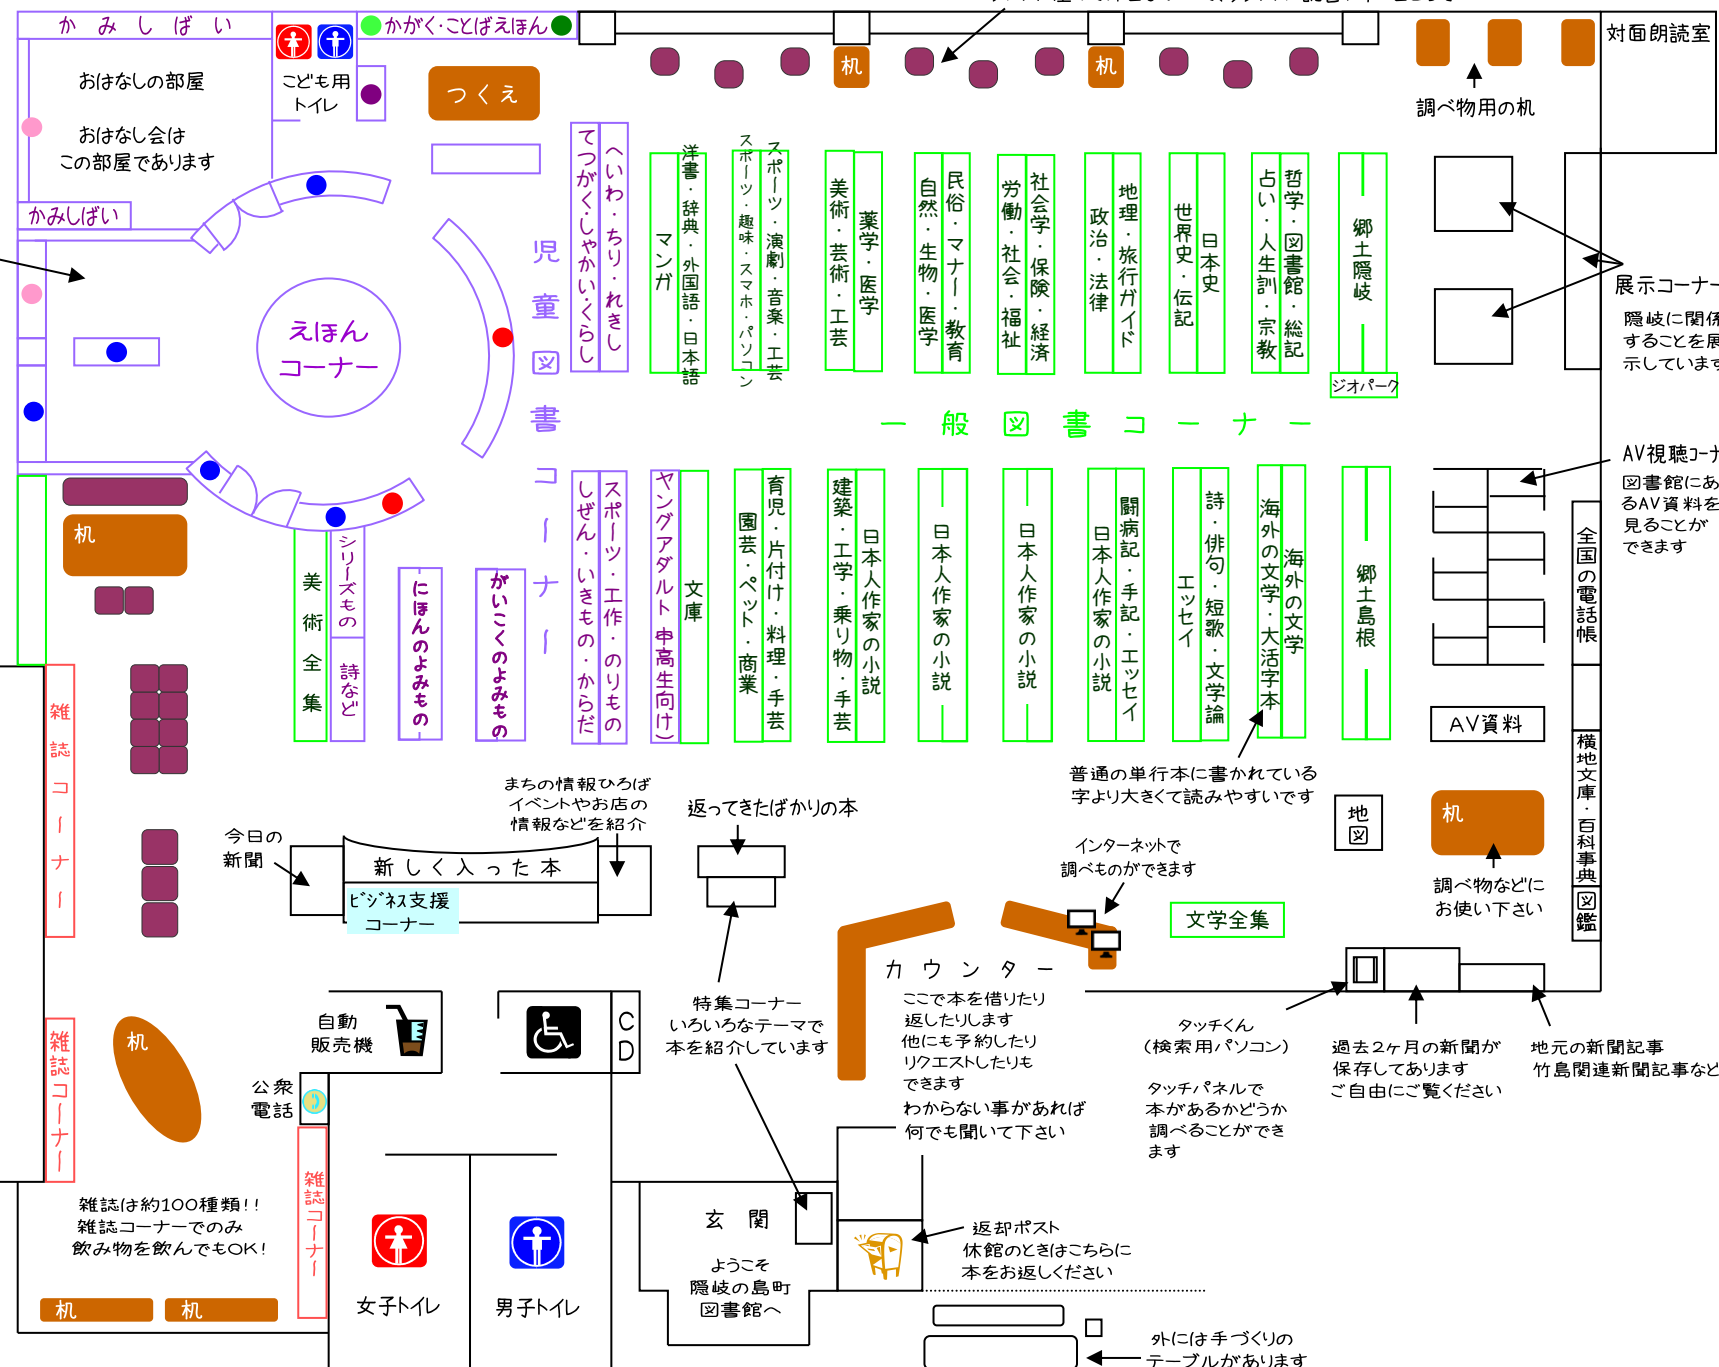 かみしばい
かがく・ことばえほん
おはなしの部屋
おはなし会は
この部屋であります
こども用
トイレ
つくえ
机
机
対面朗読室
調べ物用の机
かみしばい
えほん
コーナー
児童図書コーナー
てつがく・しゃかい・くらし
へいわ・ちり・れきし
マンガ
洋書・辞典・外国語・日本語
スポーツ・趣味・スマホ・パソコン
スポーツ・演劇・音楽・工芸
美術・芸術・工芸
薬学・医学
自然・生物・医学
民俗・マナー・教育
労働・社会・福祉
社会学・保険・経済
政治・法律
地理・旅行ガイド
世界史・伝記
日本史
占い・人生訓・宗教
哲学・図書館・総記
郷土隠岐
ジオパーク
展示コーナー
隠岐に関係
することを展
示しています
一般図書コーナー
AV視聴コーナ
図書館にあ
るAV資料を
見ることが
できます
机
美術全集
シリーズもの
詩など
にほんのよみもの
がいこくのよみもの
しぜん・いきもの・からだ
スポーツ・工作・のりもの
ヤングアダルト(中高生向け)
文庫
園芸・ペット・商業
育児・片付け・料理・手芸
建築・工学・乗り物・手芸
日本人作家の小説
日本人作家の小説
日本人作家の小説
日本人作家の小説
闘病記・手記・エッセイ
エッセイ
詩・俳句・短歌・文学論
海外の文学・大活字本
海外の文学
郷土島根
全国の電話帳
AV資料
横地文庫・百科事典
図鑑
雑誌コーナー
普通の単行本に書かれている
字より大きくて読みやすいです
地図
机
調べ物などに
お使い下さい
まちの情報ひろば
イベントやお店の
情報などを紹介
今日の
新聞
新しく入った本
ビジネス支援
コーナー
返ってきたばかりの本
インターネットで
調べものができます
文学全集
カウンター
ここで本を借りたり
返したりします
他にも予約したり
リクエストしたりも
できます
わからない事があれば
何でも聞いて下さい
特集コーナー
いろいろなテーマで
本を紹介しています
タッチくん
(検索用パソコン)
タッチパネルで
本があるかどうか
調べることができ
ます
過去2ヶ月の新聞が
保存してあります
ご自由にご覧ください
地元の新聞記事
竹島関連新聞記事など
自動
販売機
CD
公衆
電話
机
雑誌コーナー
雑誌コーナー
雑誌は約100種類!!
雑誌コーナーでのみ
飲み物を飲んでもOK!
机
机
女子トイレ
男子トイレ
玄関
ようこそ
隠岐の島町
図書館へ
返却ポスト
休館のときはこちらに
本をお返しください
外には手づくりの
テーブルがあります